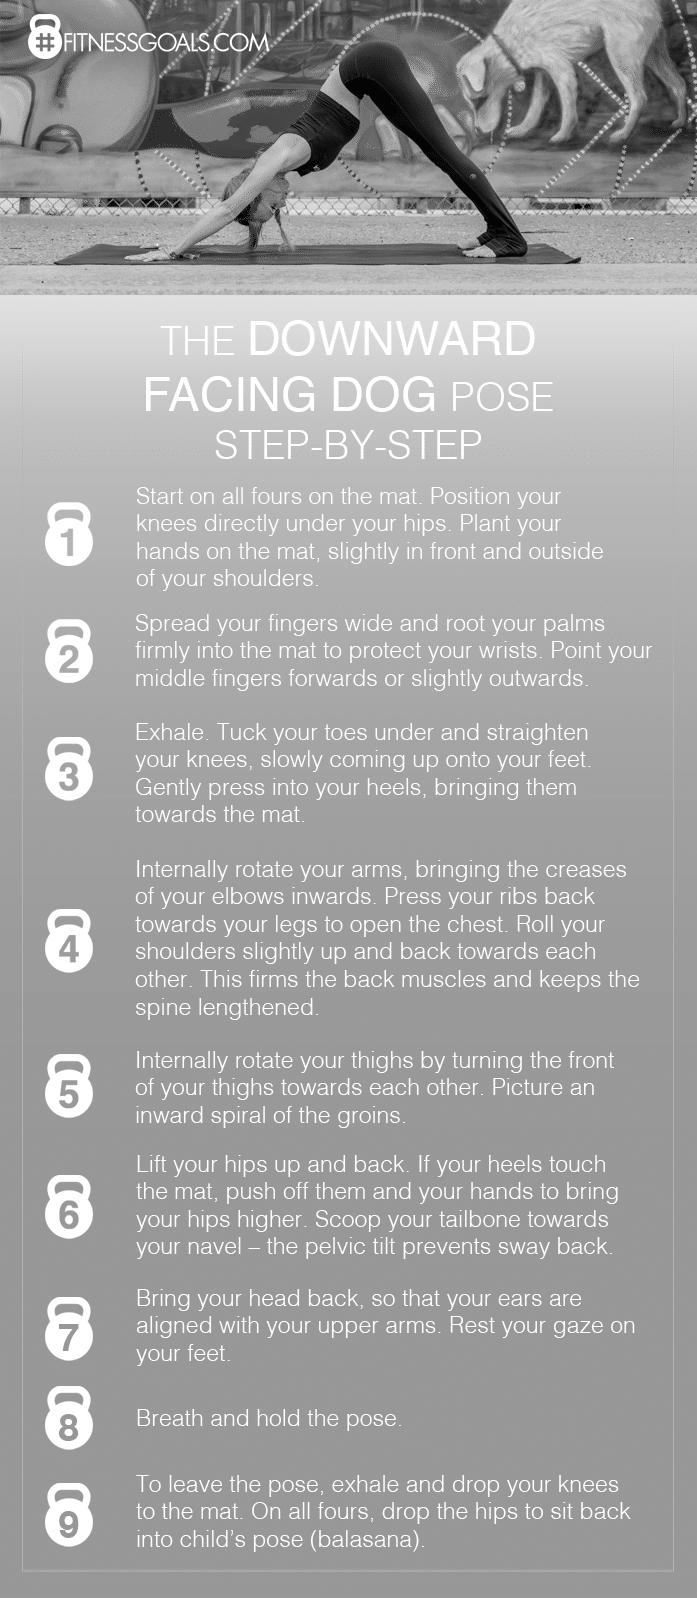 #FITNESSGOALS.COM
THE DOWNWARD
FACING DOG POSE
STEP-BY-STEP
1
Start on all fours on the mat. Position your
knees directly under your hips. Plant your
hands on the mat, slightly in front and outside
of your shoulders.
2
Spread your fingers wide and root your palms
firmly into the mat to protect your wrists. Point your
middle fingers forwards or slightly outwards.
3
Exhale. Tuck your toes under and straighten
your knees, slowly coming up onto your feet.
Gently press into your heels, bringing them
towards the mat.
4
Internally rotate your arms, bringing the creases
of your elbows inwards. Press your ribs back
towards your legs to open the chest. Roll your
shoulders slightly up and back towards each
other. This firms the back muscles and keeps the
spine lengthened.
5
Internally rotate your thighs by turning the front
of your thighs towards each other. Picture an
inward spiral of the groins.
6
Lift your hips up and back. If your heels touch
the mat, push off them and your hands to bring
your hips higher. Scoop your tailbone towards
your navel – the pelvic tilt prevents sway back.
7
Bring your head back, so that your ears are
aligned with your upper arms. Rest your gaze on
your feet.
8
Breath and hold the pose.
9
To leave the pose, exhale and drop your knees
to the mat. On all fours, drop the hips to sit back
into child's pose (balasana).